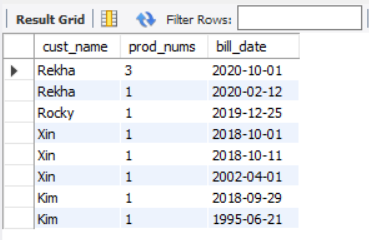 Result Grid Filter Rows:
cust_name prod_nums bill_date
Rekha 3 2020-10-01
Rekha 1 2020-02-12
Rocky 1 2019-12-25
Xin 1 2018-10-01
Xin 1 2018-10-11
Xin 1 2002-04-01
Kim 1 2018-09-29
Kim 1 1995-06-21